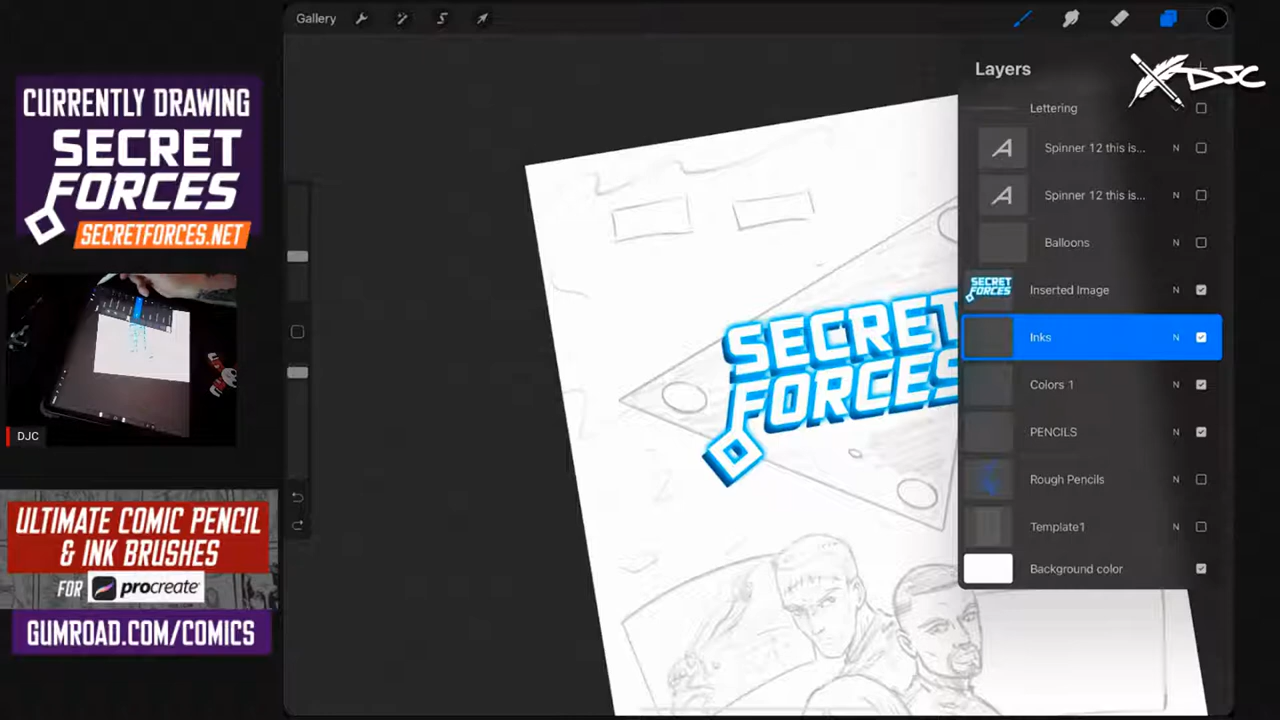 CURRENTLY DRAWING
SECRET
FORCES
SECRETFORCES.NET
DJC
ULTIMATE COMIC PENCIL
& INK BRUSHES
FOR procreate
GUMROAD.COM/COMICS
Gallery
Layers
DJC
Lettering
A Spinner 12 this is... N
A Spinner 12 this is... N
Balloons N
SECRET
FORCES
Inserted Image N
Inks N
Colors 1 N
PENCILS N
Rough Pencils N
Template1 N
Background color
SECRET
FORCES